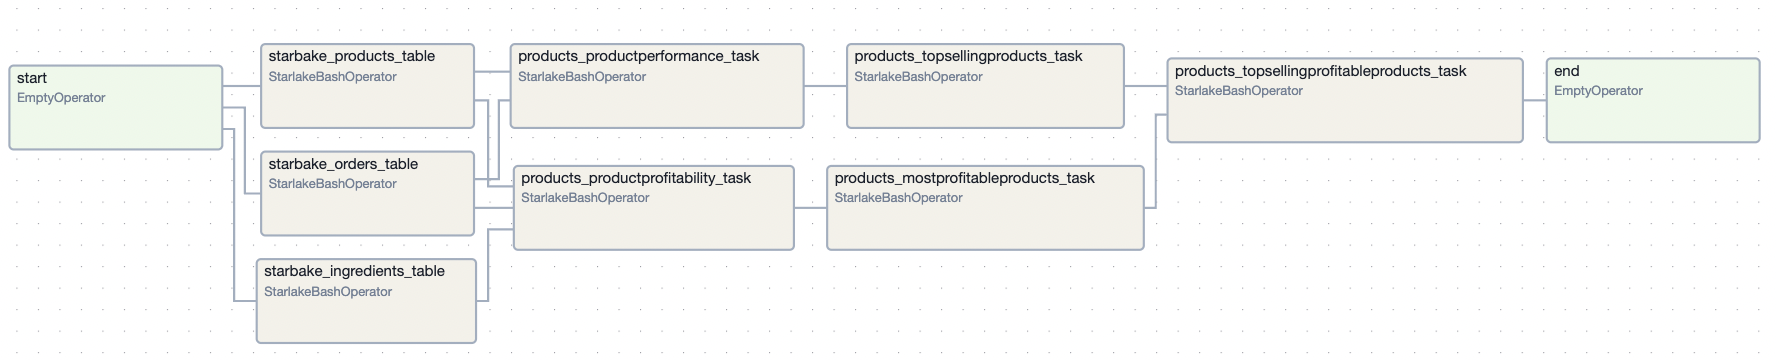 start
EmptyOperator
starbake_products_table
StarlakeBashOperator
starbake_orders_table
StarlakeBashOperator
starbake_ingredients_table
StarlakeBashOperator
products_productperformance_task
StarlakeBashOperator
products_productprofitability_task
StarlakeBashOperator
products_topsellingproducts_task
StarlakeBashOperator
products_mostprofitableproducts_task
StarlakeBashOperator
products_topsellingprofitableproducts_task
StarlakeBashOperator
end
EmptyOperator